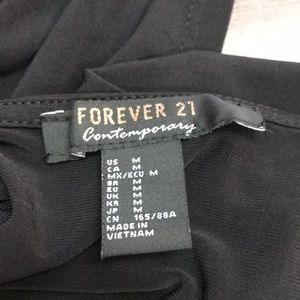 FOREVER 21
Contemporary
US M
CA M
MX/ECU M
BR M
EU M
UK M
KR M
JP M
CN 165/88A
MADE IN
VIETNAM